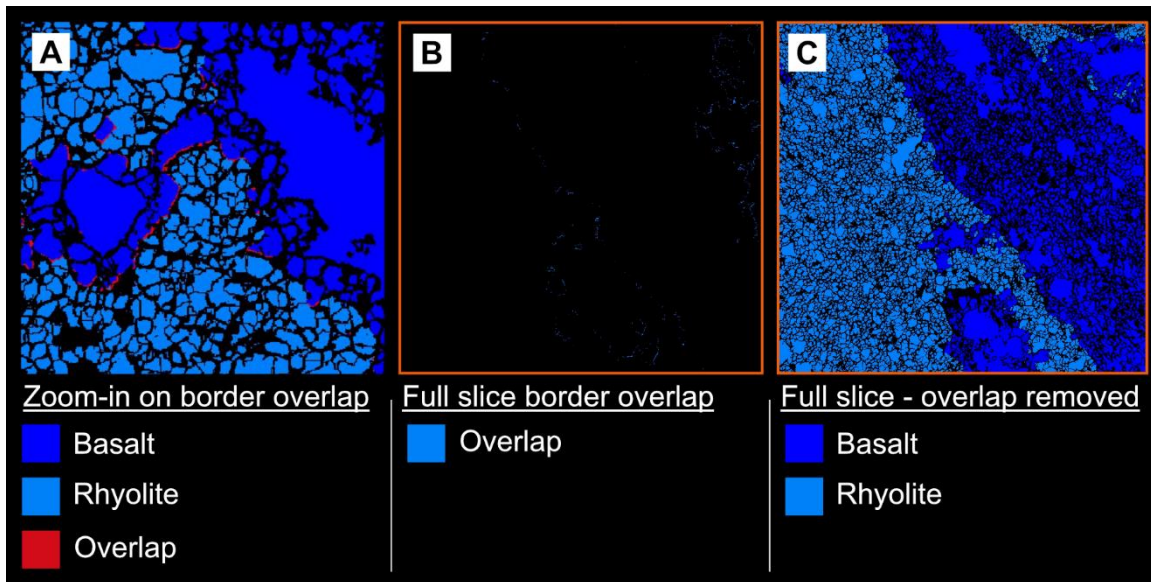 A
B
C
Zoom-in on border overlap
Basalt
Rhyolite
Overlap
Full slice border overlap
Overlap
Full slice - overlap removed
Basalt
Rhyolite